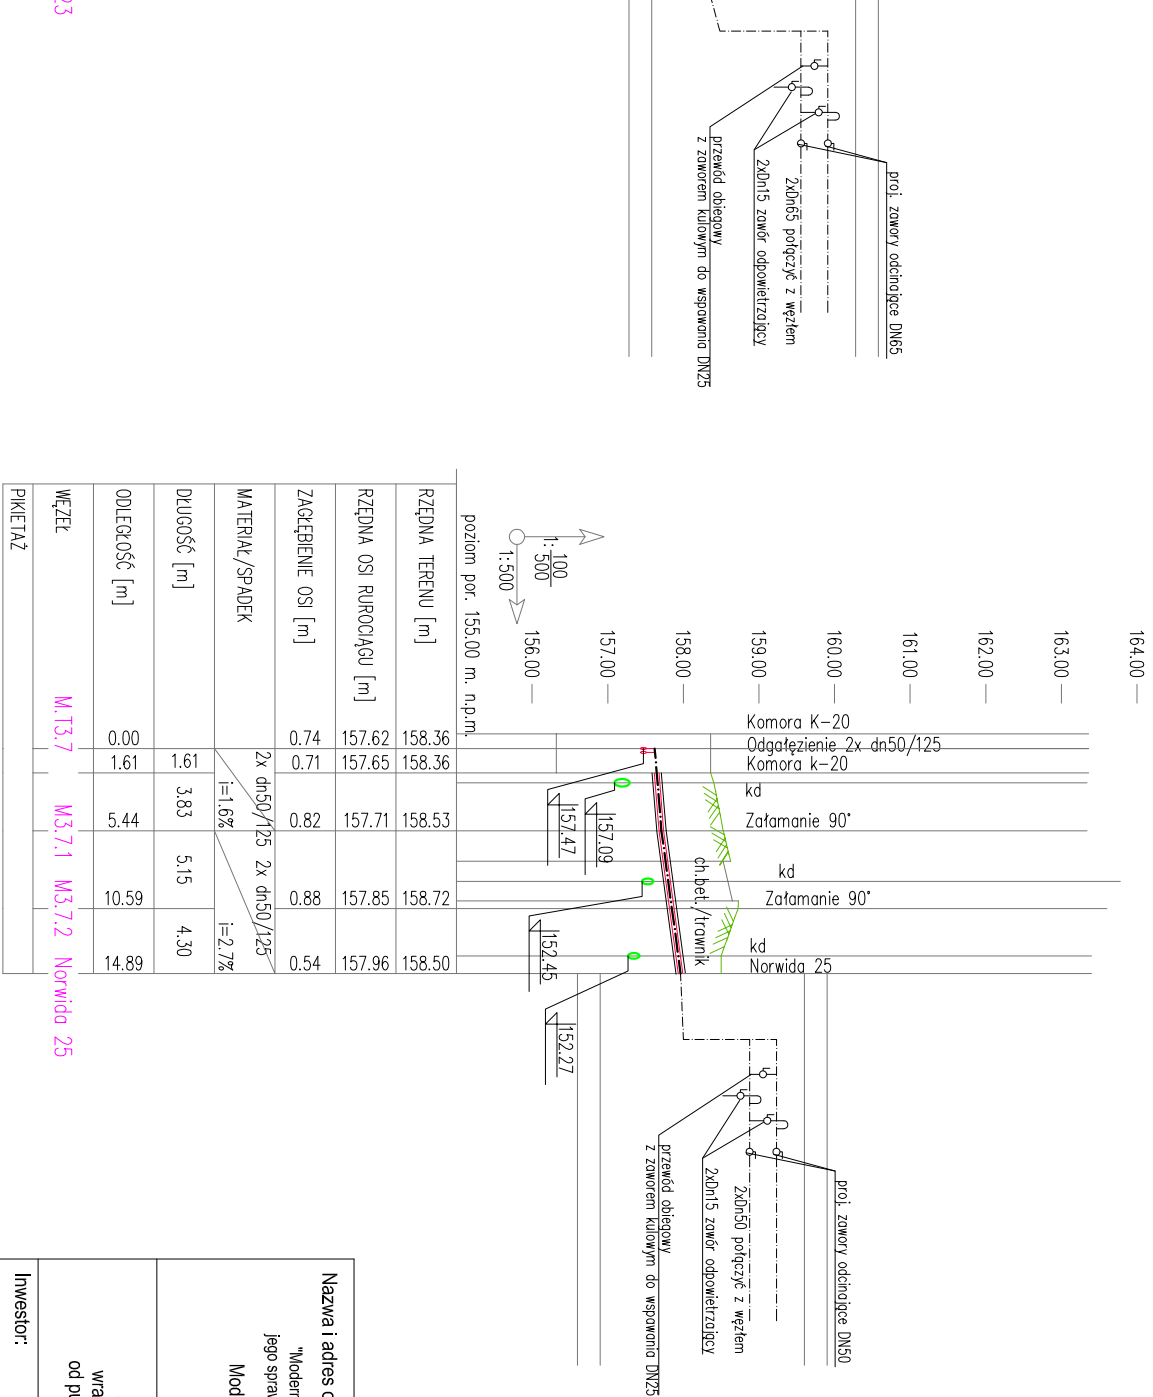 23
proj. zawory odcinające DN65
2xDn65 połączyć z węzłem
2xDn15 zawór odpowietrzający
przewód obiegowy
z zaworem kulowym do wspawania DN25
164.00
163.00
162.00
161.00
160.00
159.00
158.00
157.00
156.00
1: 100
500
1:500
poziom por. 155.00 m. n.p.m.
Komora K-20
Odgałęzienie 2x dn50/125
Komora k-20
kd
Załamanie 90°
kd
Załamanie 90°
kd
Norwida 25
ch.bet./trawnik
157.09
157.47
152.45
152.27
RZĘDNA TERENU [m] 158.36 158.36 158.53 158.72 158.50
RZĘDNA OSI RUROCIĄGU [m] 157.62 157.65 157.71 157.85 157.96
ZAGŁĘBIENIE OSI [m] 0.74 0.71 0.82 0.88 0.54
MATERIAŁ/SPADEK 2x dn50/125 i=1.6% 2x dn50/125 i=2.7%
DŁUGOŚĆ [m] 1.61 3.83 5.15 4.30
ODLEGŁOŚĆ [m] 0.00 1.61 5.44 10.59 14.89
WĘZEŁ M.T3.7 M3.7.1 M3.7.2 Norwida 25
PIKIETAŻ
proj. zawory odcinające DN50
2xDn50 połączyć z węzłem
2xDn15 zawór odpowietrzający
przewód obiegowy
z zaworem kulowym do wspawania DN25
Nazwa i adres
"Modern
jego spraw
Mod
wra
od pu
Inwestor: